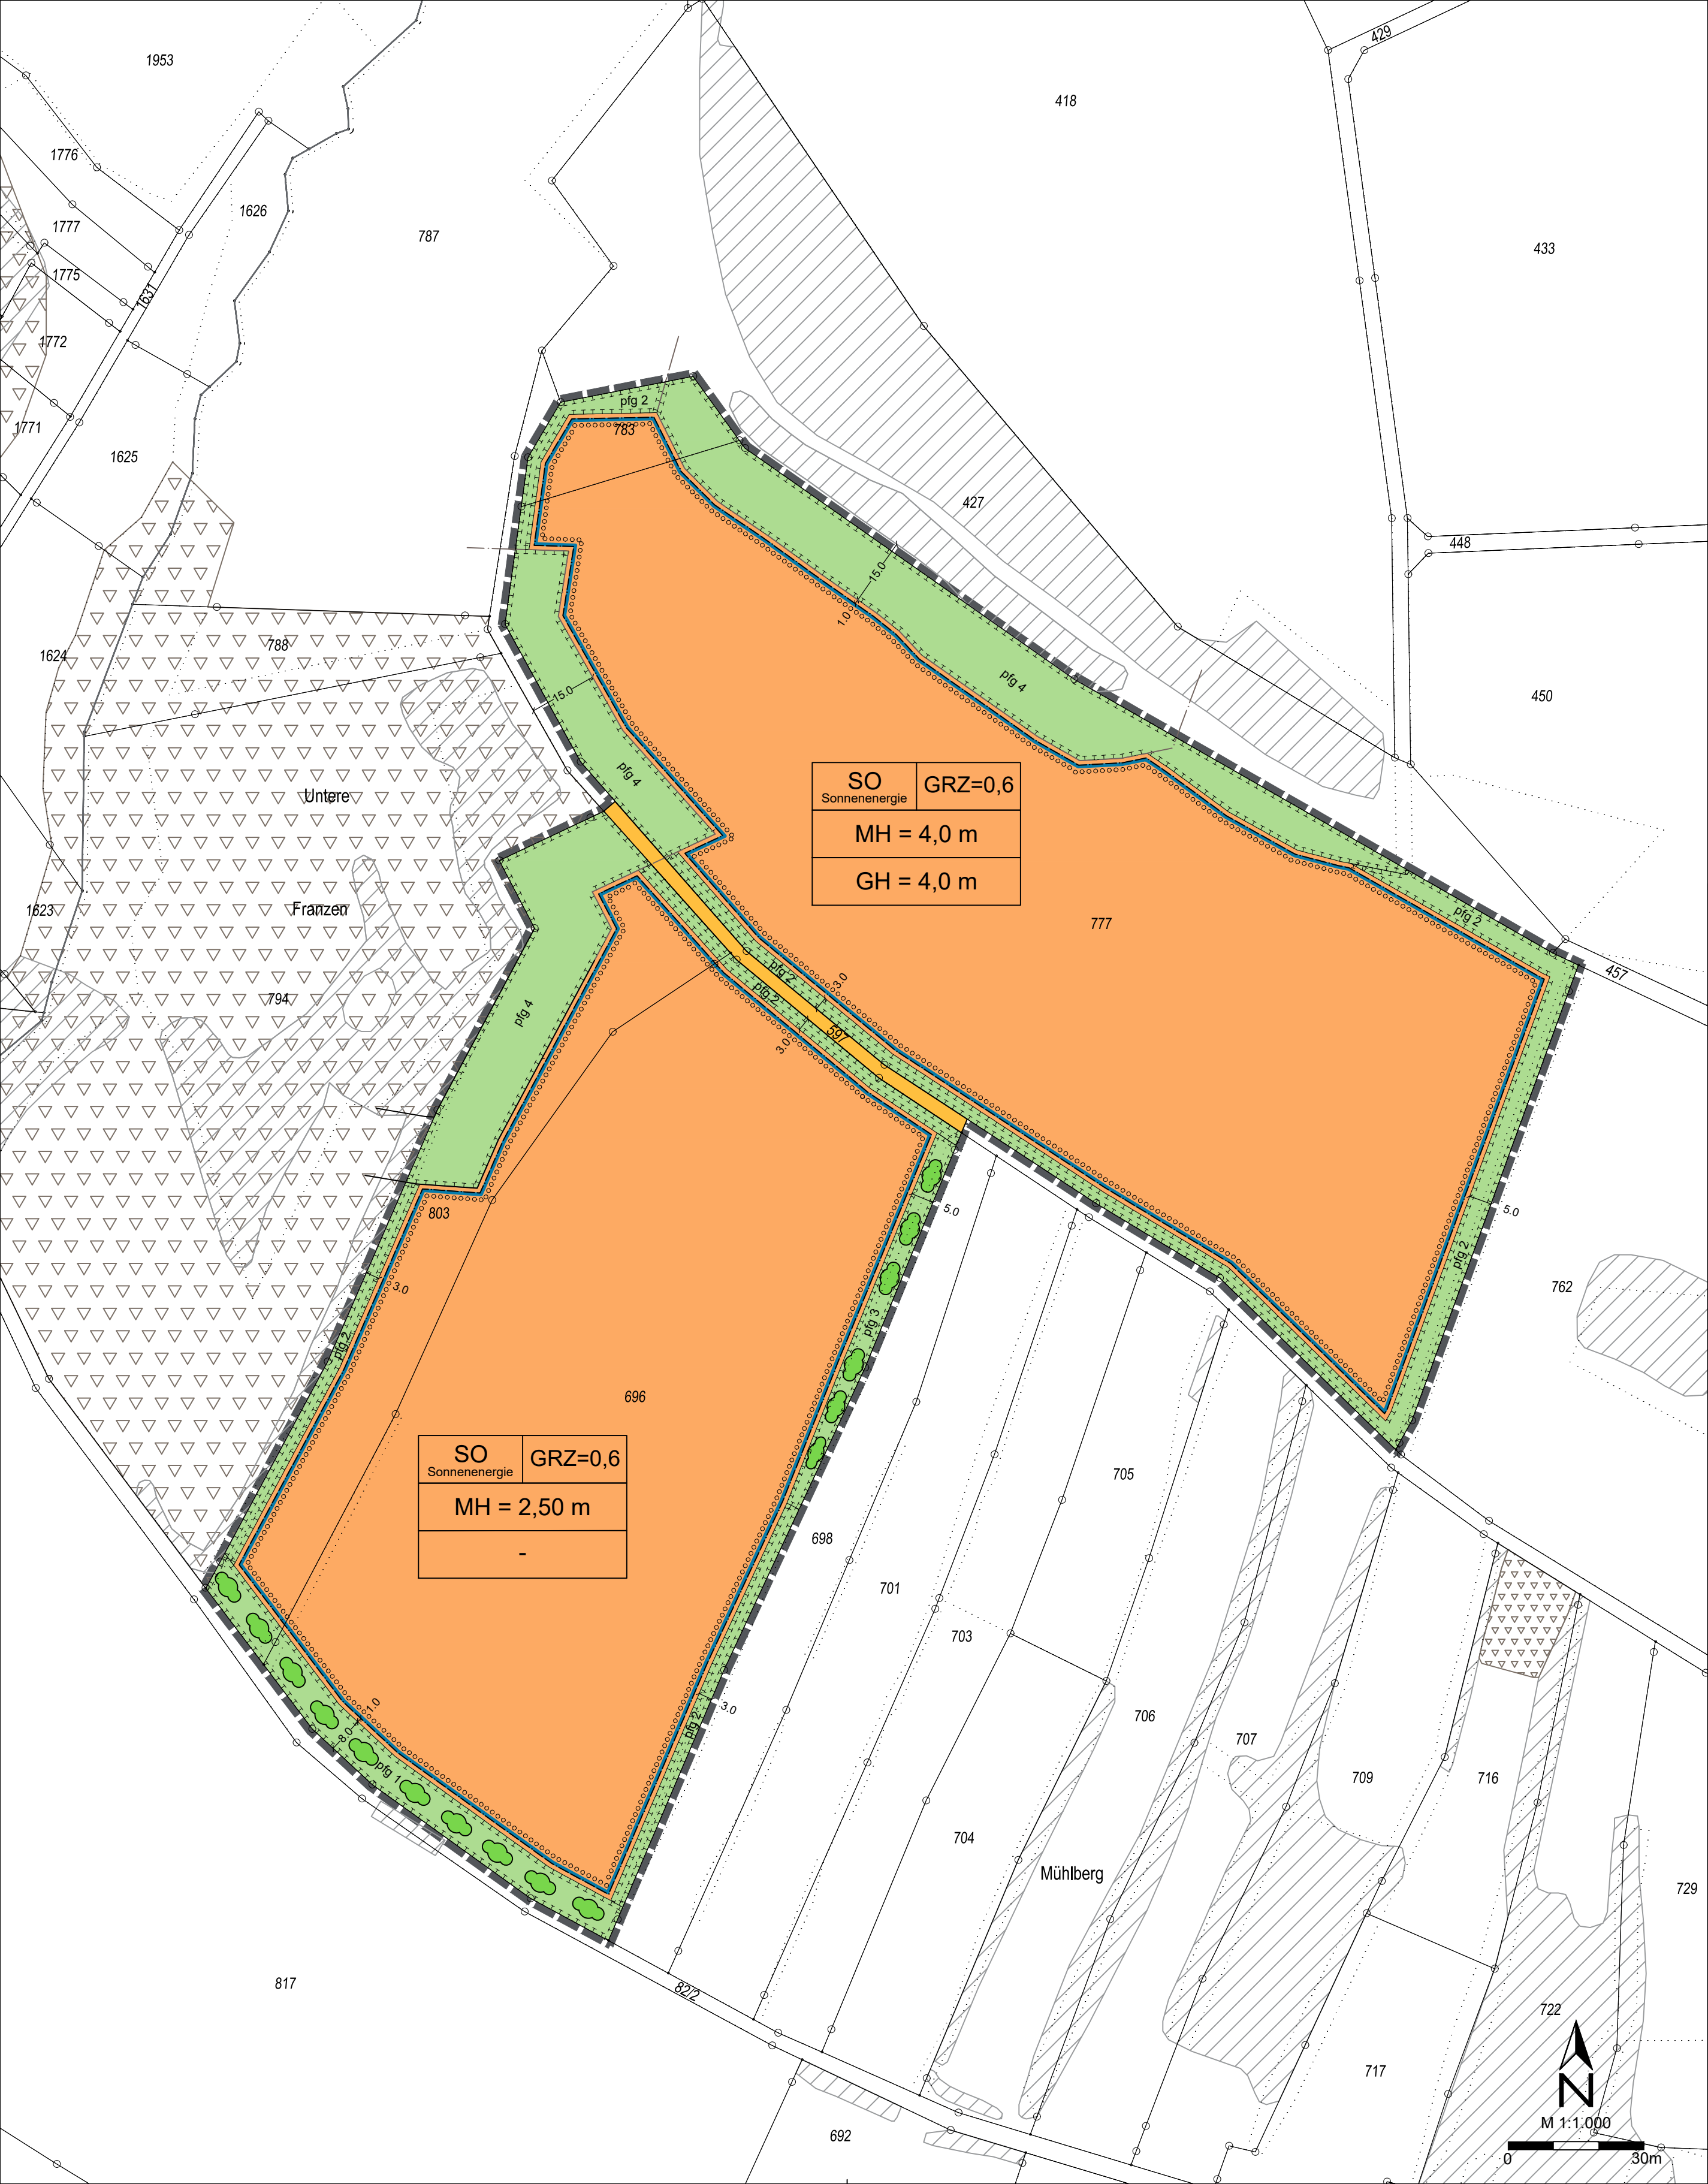 1953
429
418
1776
1626
1777
787
433
1775
1631
1772
pfg 2
1771
783
1625
427
448
15.0
1.0
1624
788
pfg 4
15.0
450
pfg 4
SO
Sonnenenergie
GRZ=0,6
Untere
MH = 4,0 m
GH = 4,0 m
1623
Franzen
pfg 2
777
457
pfg 2
3.0
pfg 2
794
pfg 4
597
3.0
803
5.0
5.0
pfg 2
3.0
762
pfg 3
pfg 2
696
SO
Sonnenenergie
GRZ=0,6
705
MH = 2,50 m
698
-
701
703
1.0
3.0
706
8.0
pfg 2
707
pfg 1
709
716
704
Mühlberg
729
817
82/2
722
717
N
M 1:1.000
692
0
30m